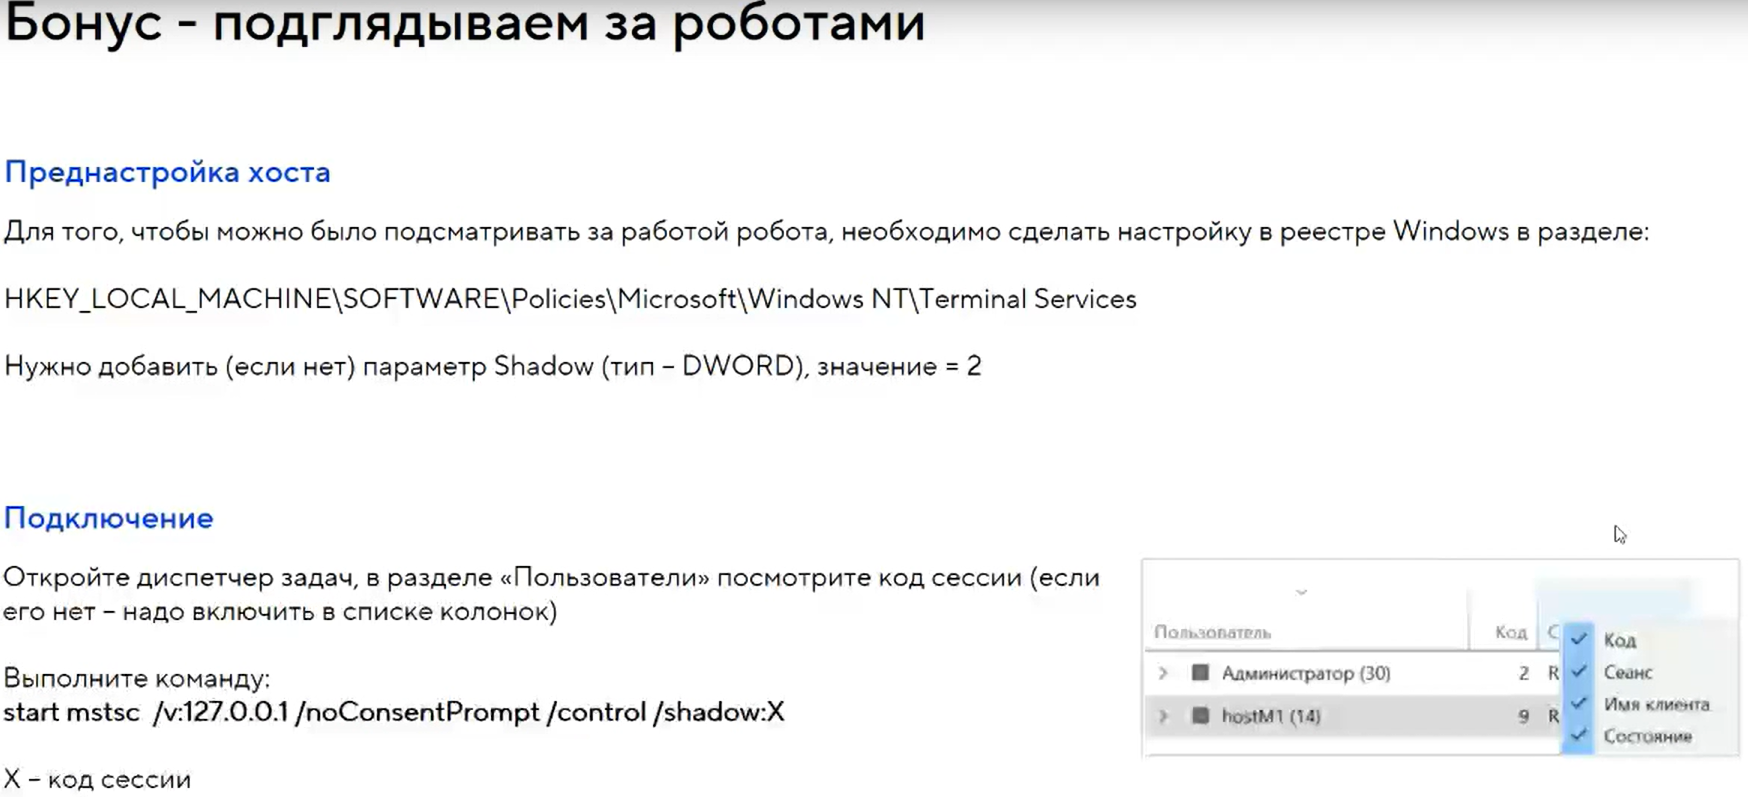 Бонус - подглядываем за роботами
Преднастройка хоста
Для того, чтобы можно было подсматривать за работой робота, необходимо сделать настройку в реестре Windows в разделе:
HKEY_LOCAL_MACHINE\SOFTWARE\Policies\Microsoft\Windows NT\Terminal Services
Нужно добавить (если нет) параметр Shadow (тип – DWORD), значение = 2
Подключение
Откройте диспетчер задач, в разделе «Пользователи» посмотрите код сессии (если
его нет – надо включить в списке колонок)
Выполните команду:
start mstsc /v:127.0.0.1 /noConsentPrompt /control /shadow:X
X – код сессии
Пользователь Код С
Администратор (30) 2 R
hostM1 (14) 9 R
Код
Сеанс
Имя клиента
Состояние